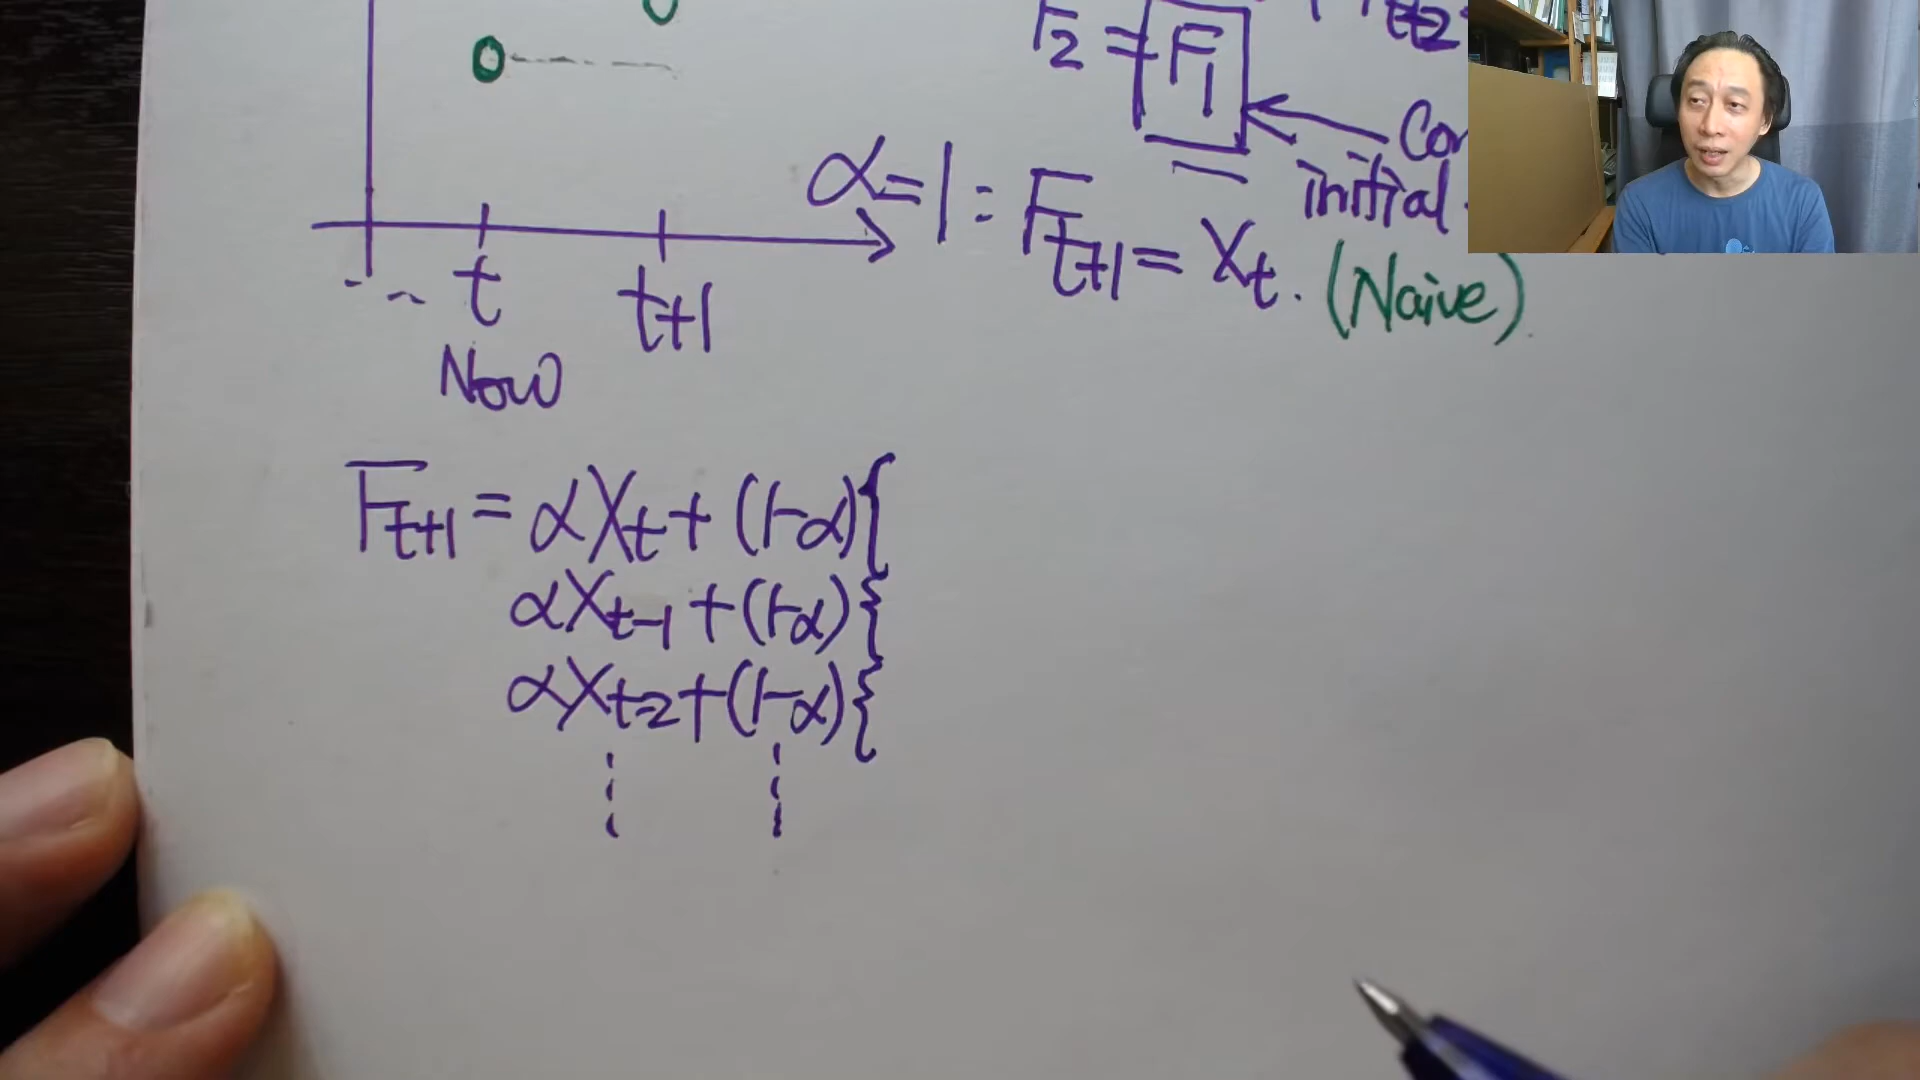 F2 = F1
t-2
α=1 : Ft+1 = Xt. (Naive).
initial
t t+1
Now
Ft+1 = αXt + (1-α){
αXt-1 + (1-α){
αXt-2 + (1-α){